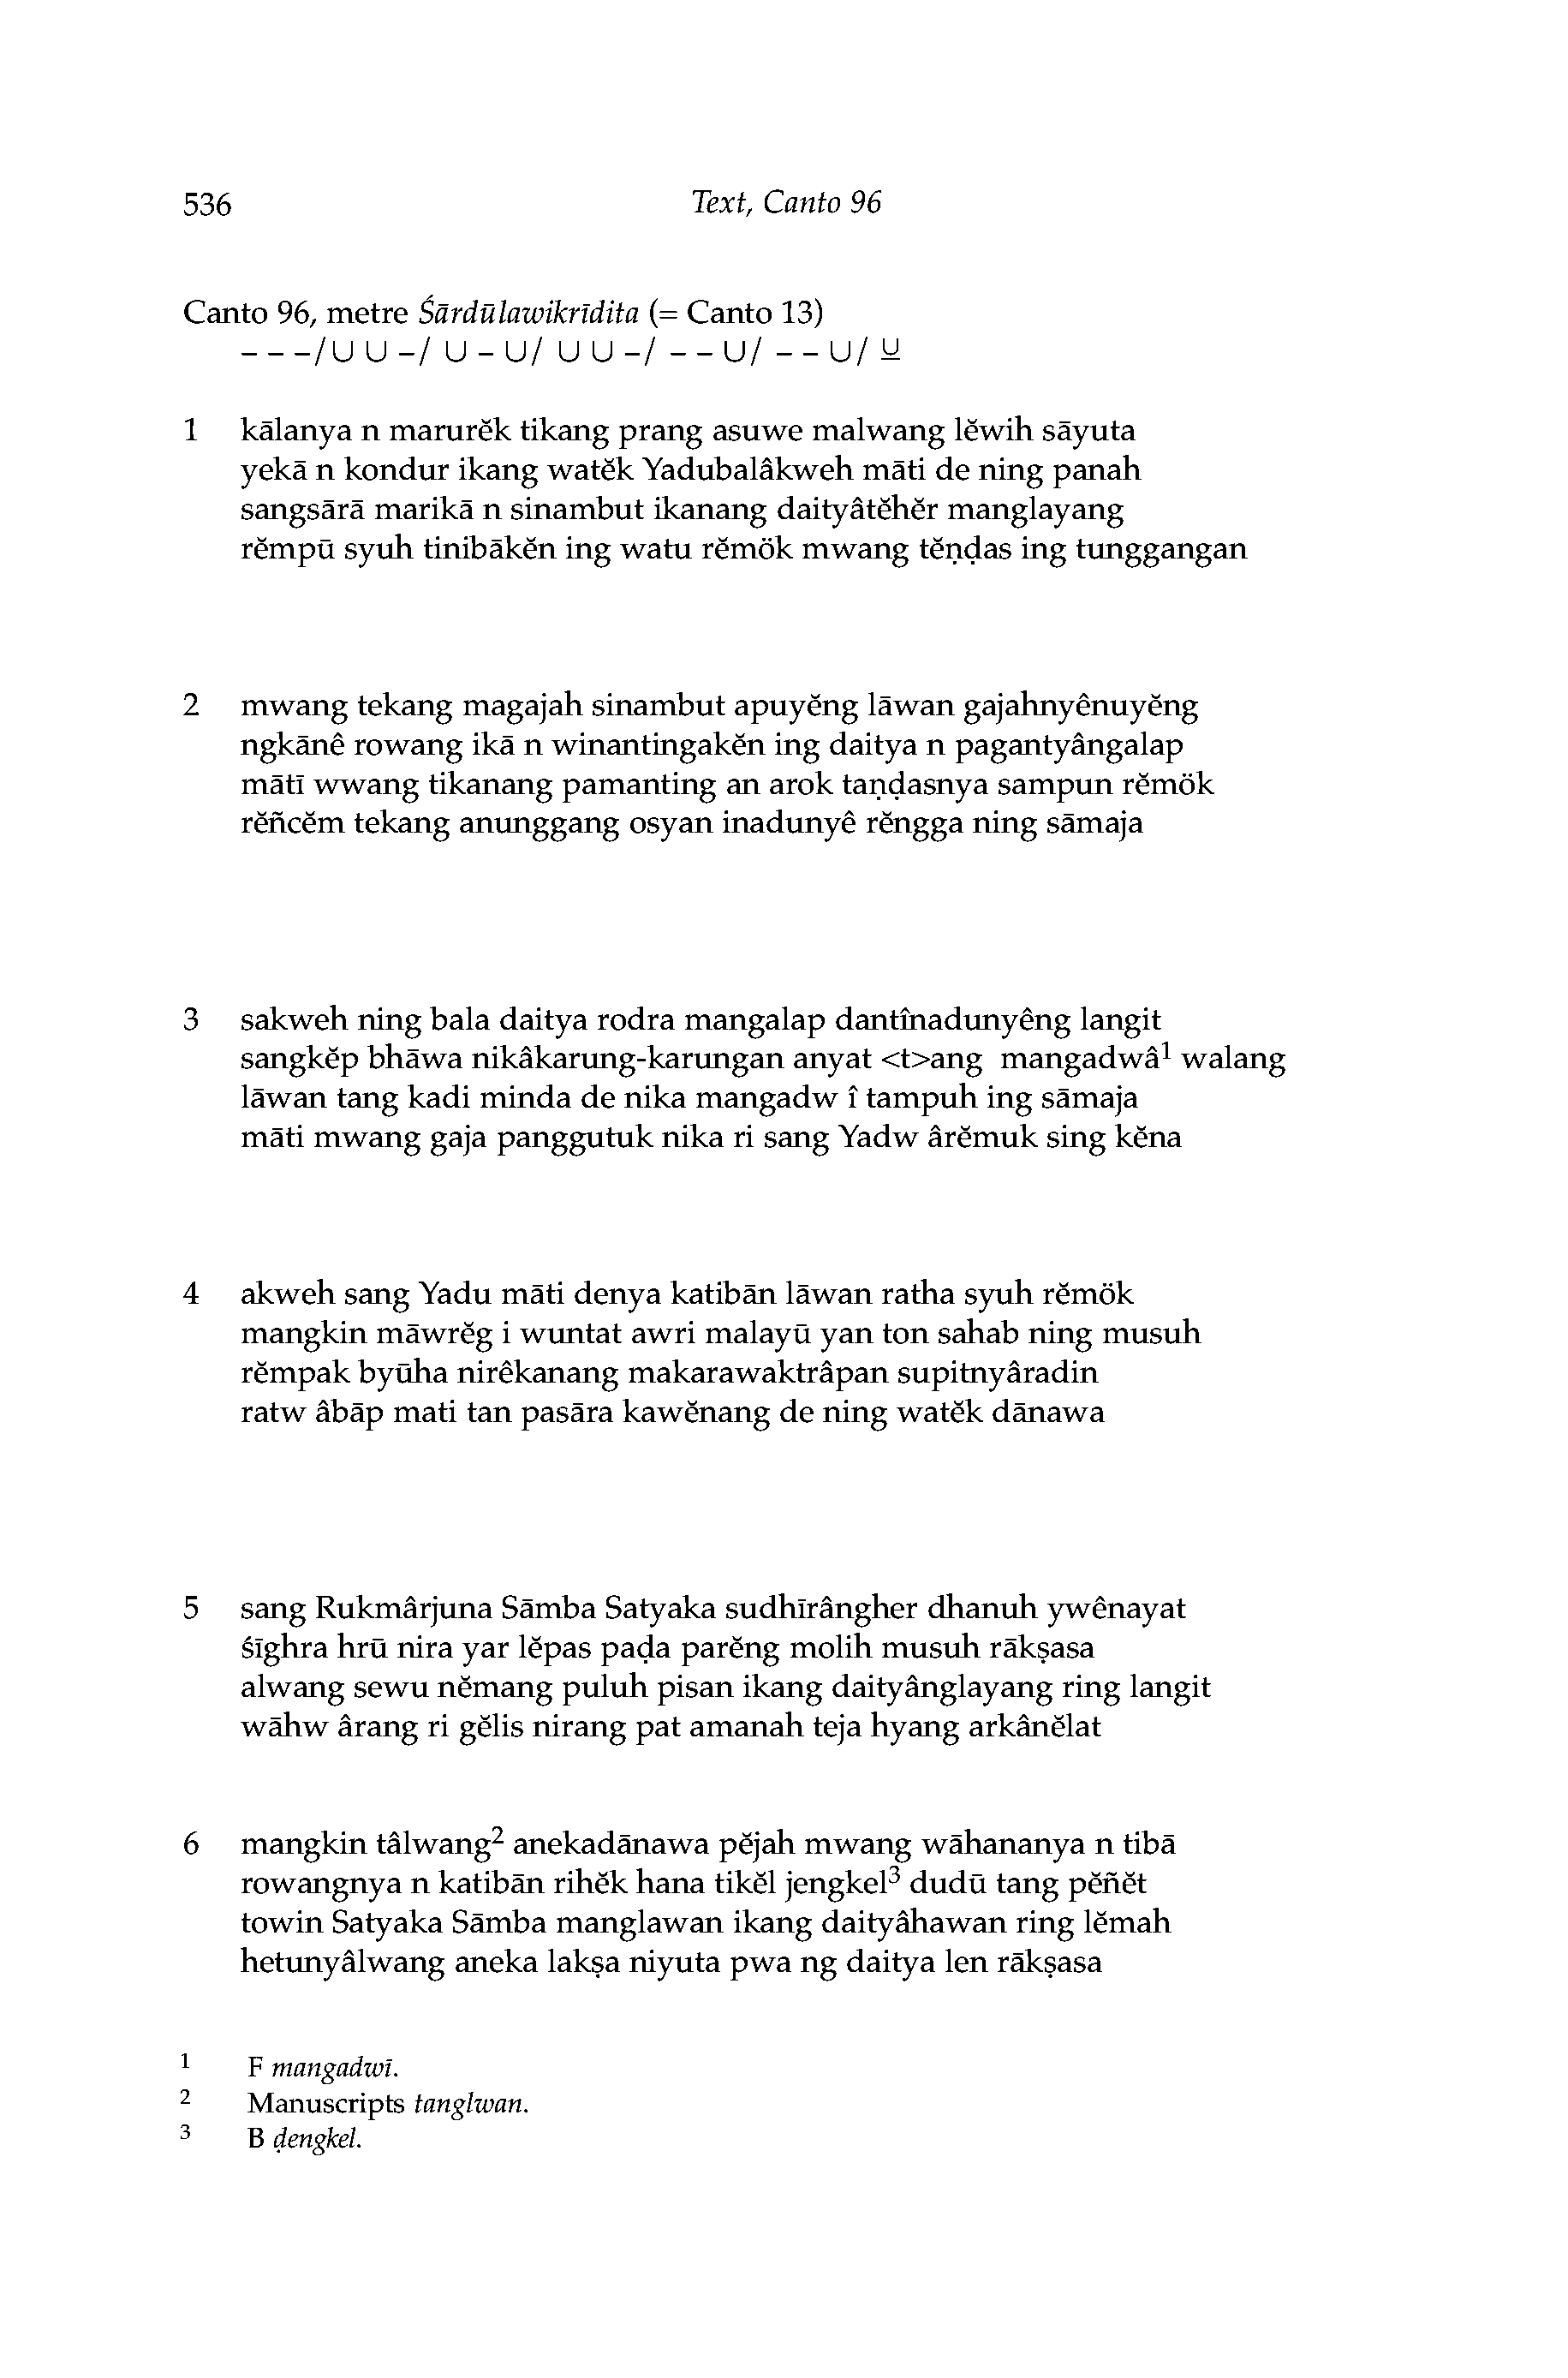 536 Text, Canto 96
Canto 96, metre Śārdūlawikrīdita (= Canto 13)
– – –/∪ ∪ –/ ∪ – ∪/ ∪ ∪ –/ – – ∪/ – – ∪/ ⊻
1 kālanya n marurĕk tikang prang asuwe malwang lĕwih sāyuta
yekā n kondur ikang watĕk Yadubalâkweh māti de ning panah
sangsārā marikā n sinambut ikanang daityâtĕhĕr manglayang
rĕmpū syuh tinibākĕn ing watu rĕmök mwang tĕṇḍas ing tunggangan
2 mwang tekang magajah sinambut apuyĕng lāwan gajahnyênuyĕng
ngkānê rowang ikā n winantingakĕn ing daitya n pagantyângalap
mātī wwang tikanang pamanting an arok taṇḍasnya sampun rĕmök
rĕñcĕm tekang anunggang osyan inadunyê rĕngga ning sāmaja
3 sakweh ning bala daitya rodra mangalap dantînadunyêng langit
sangkĕp bhāwa nikâkarung-karungan anyat <t>ang mangadwâ¹ walang
lāwan tang kadi minda de nika mangadw î tampuh ing sāmaja
māti mwang gaja panggutuk nika ri sang Yadw ârĕmuk sing kĕna
4 akweh sang Yadu māti denya katibān lāwan ratha syuh rĕmök
mangkin māwrĕg i wuntat awri malayū yan ton sahab ning musuh
rĕmpak byūha nirêkanang makarawaktrâpan supitnyâradin
ratw âbāp mati tan pasāra kawĕnang de ning watĕk dānawa
5 sang Rukmârjuna Sāmba Satyaka sudhīrângher dhanuh ywênayat
śīghra hrū nira yar lĕpas paḍa parĕng molih musuh rākṣasa
alwang sewu nĕmang puluh pisan ikang daityânglayang ring langit
wāhw ârang ri gĕlis nirang pat amanah teja hyang arkânĕlat
6 mangkin tâlwang² anekadānawa pĕjah mwang wāhananya n tibā
rowangnya n katibān rihĕk hana tikĕl jengkel³ dudū tang pĕñĕt
towin Satyaka Sāmba manglawan ikang daityâhawan ring lĕmah
hetunyâlwang aneka lakṣa niyuta pwa ng daitya len rākṣasa
1 F mangadwī.
2 Manuscripts tanglwan.
3 B ḍengkel.